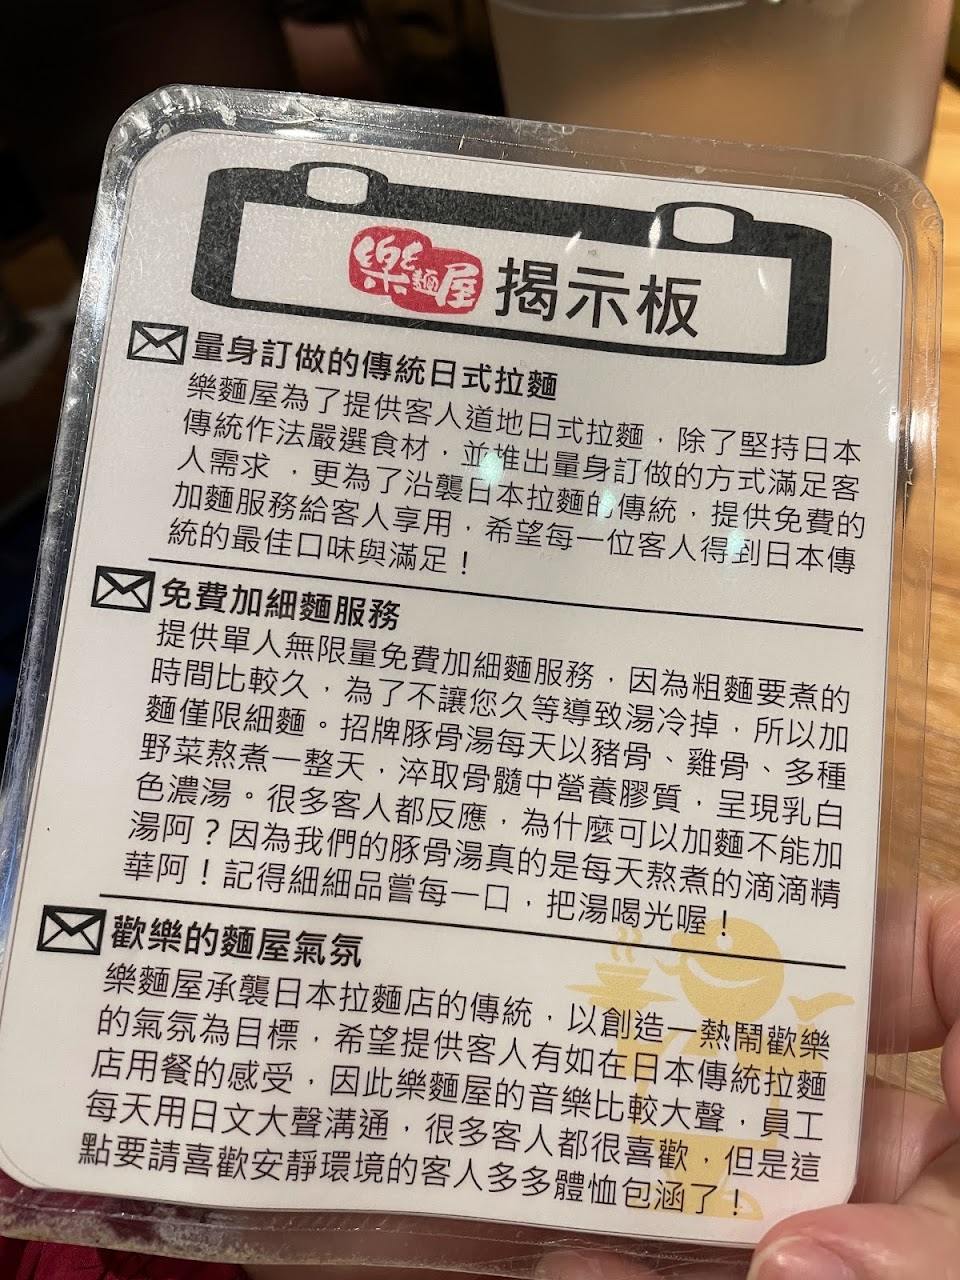 樂麵屋 揭示板
量身訂做的傳統日式拉麵
樂麵屋為了提供客人道地日式拉麵，除了堅持日本
傳統作法嚴選食材，並推出量身訂做的方式滿足客
人需求，更為了沿襲日本拉麵的傳統，提供免費的
加麵服務給客人享用，希望每一位客人得到日本傳
統的最佳口味與滿足！
免費加細麵服務
提供單人無限量免費加細麵服務，因為粗麵要煮的
時間比較久，為了不讓您久等導致湯冷掉，所以加
麵僅限細麵。招牌豚骨湯每天以豬骨、雞骨、多種
野菜熬煮一整天，淬取骨髓中營養膠質，呈現乳白
色濃湯。很多客人都反應，為什麼可以加麵不能加
湯阿？因為我們的豚骨湯真的是每天熬煮的滴滴精
華阿！記得細細品嘗每一口，把湯喝光喔！
歡樂的麵屋氣氛
樂麵屋承襲日本拉麵店的傳統，以創造一熱鬧歡樂
的氣氛為目標，希望提供客人有如在日本傳統拉麵
店用餐的感受，因此樂麵屋的音樂比較大聲，員工
每天用日文大聲溝通，很多客人都很喜歡，但是這
點要請喜歡安靜環境的客人多多體恤包涵了！